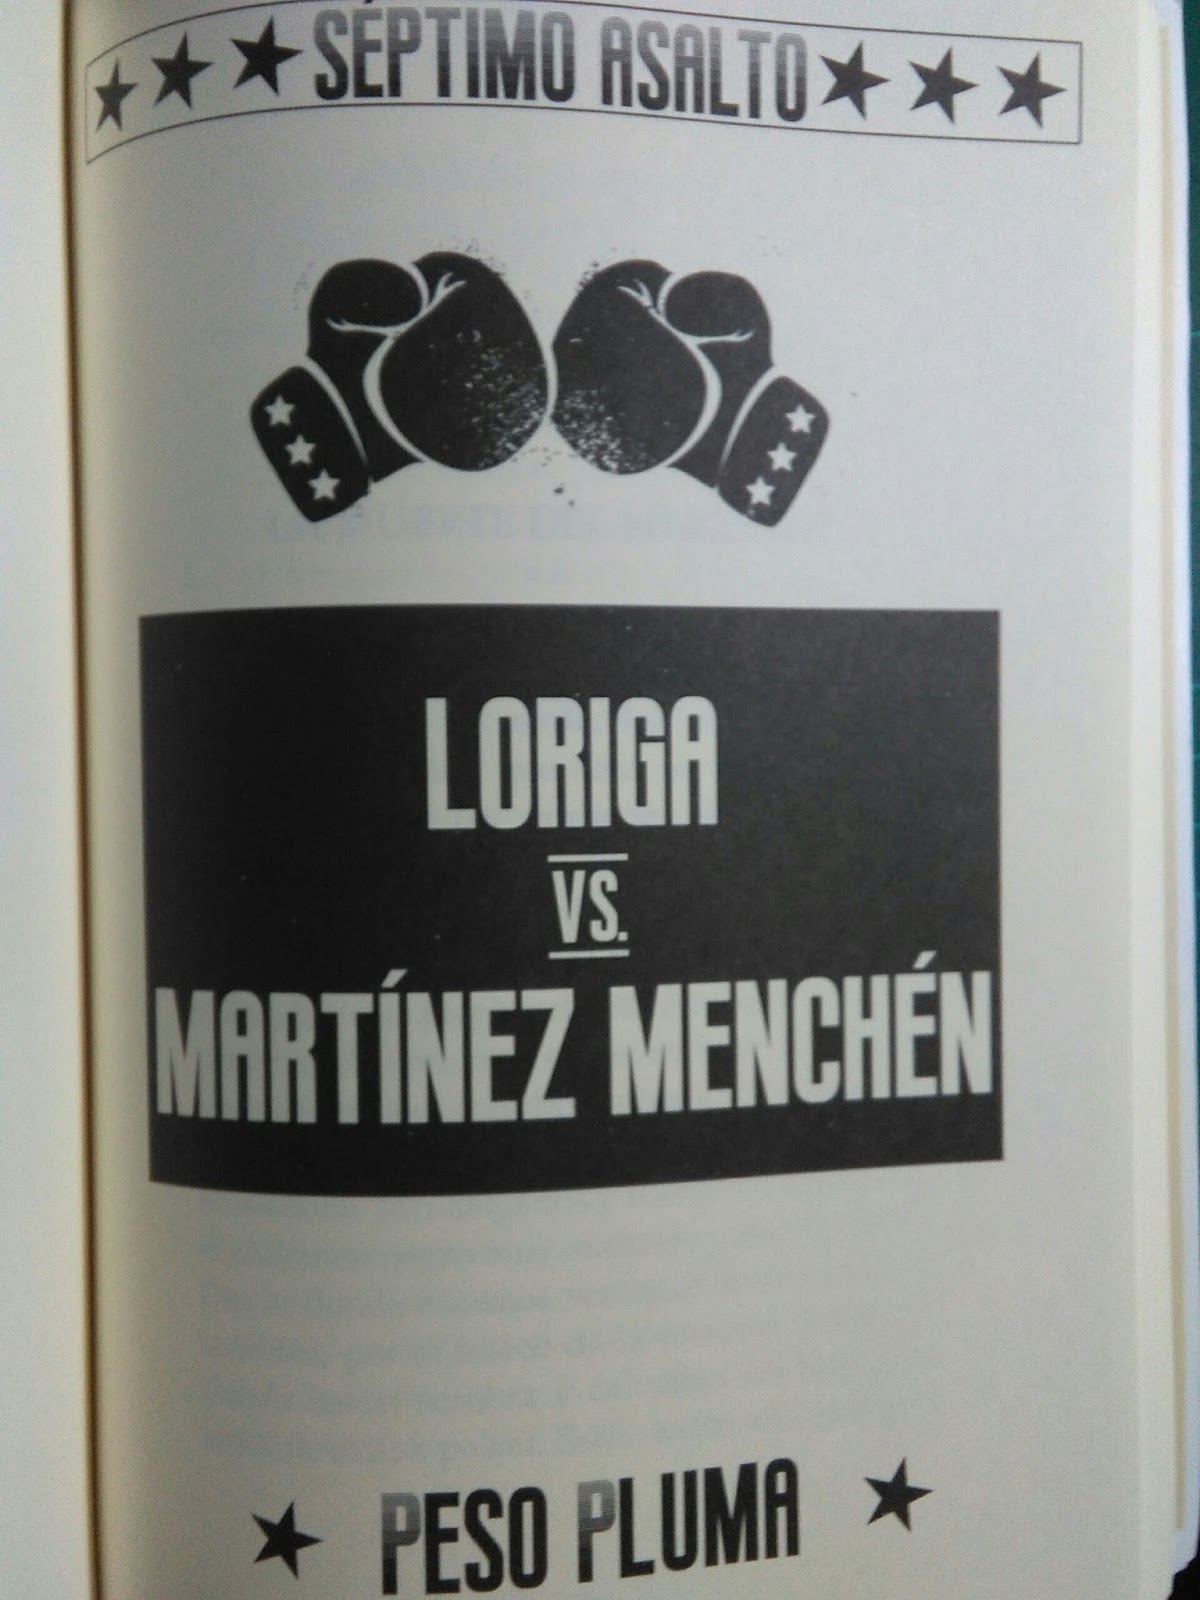 SÉPTIMO ASALTO
LORIGA
VS.
MARTÍNEZ MENCHÉN
PESO PLUMA